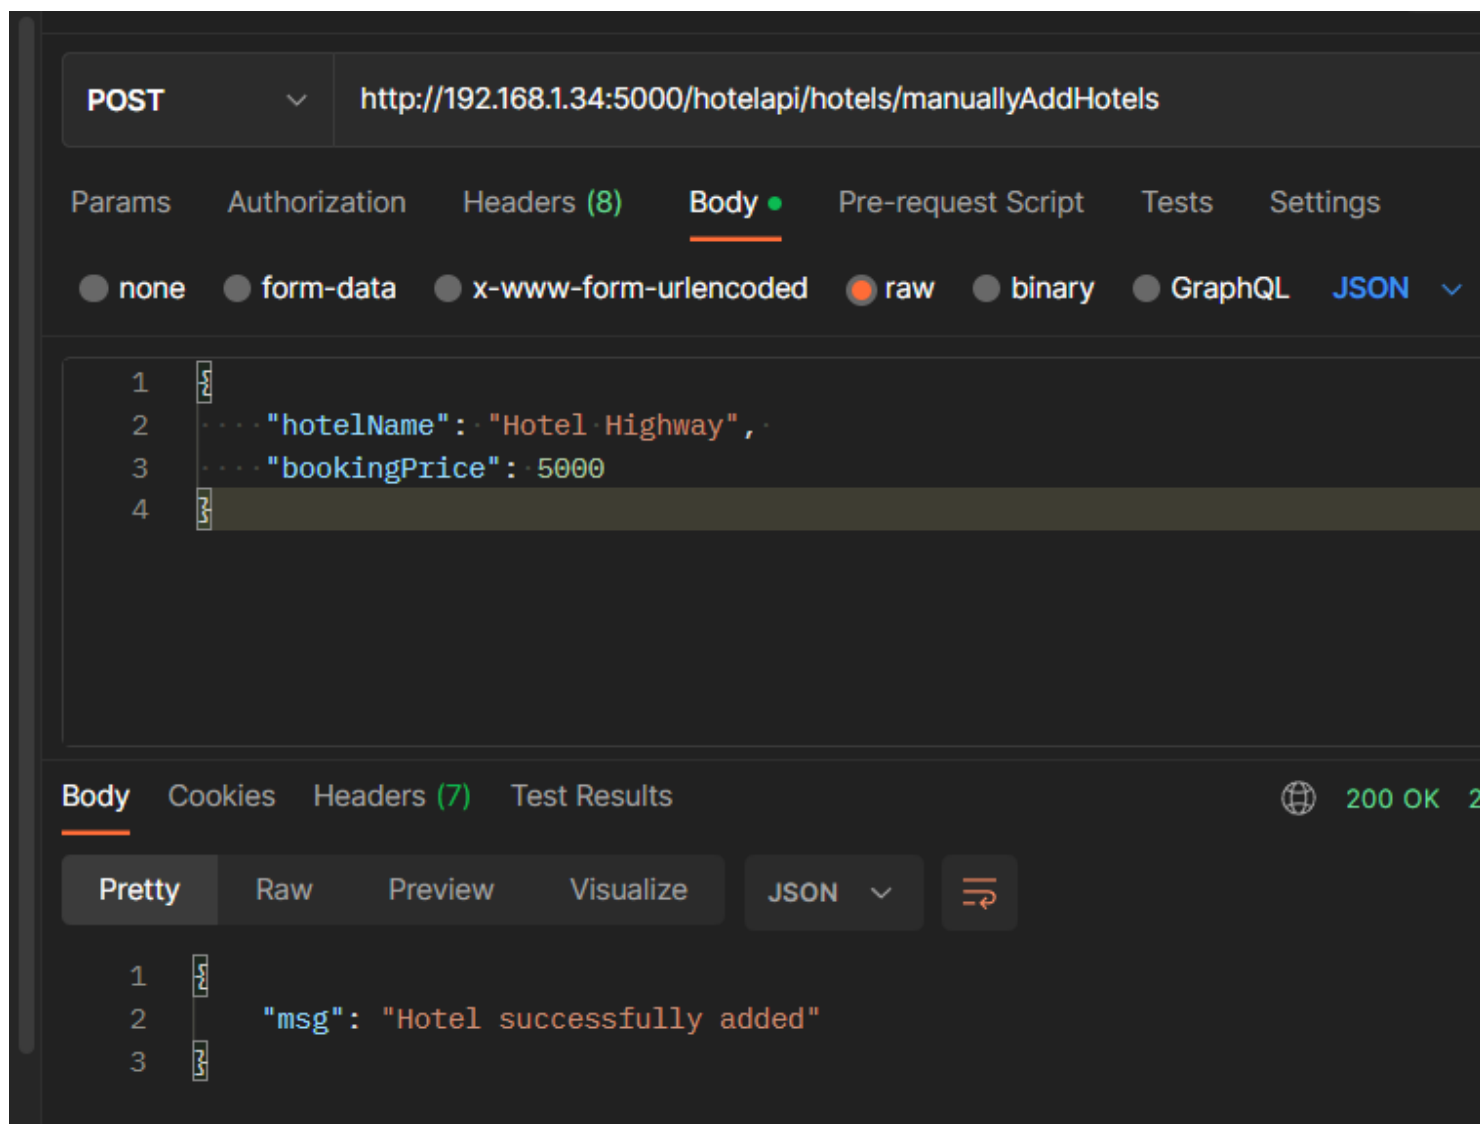 POST http://192.168.1.34:5000/hotelapi/hotels/manuallyAddHotels
Params Authorization Headers (8) Body Pre-request Script Tests Settings
none form-data x-www-form-urlencoded raw binary GraphQL JSON
1 {
2 "hotelName": "Hotel Highway",
3 "bookingPrice": 5000
4 }
Body Cookies Headers (7) Test Results 200 OK 2
Pretty Raw Preview Visualize JSON
1 {
2 "msg": "Hotel successfully added"
3 }